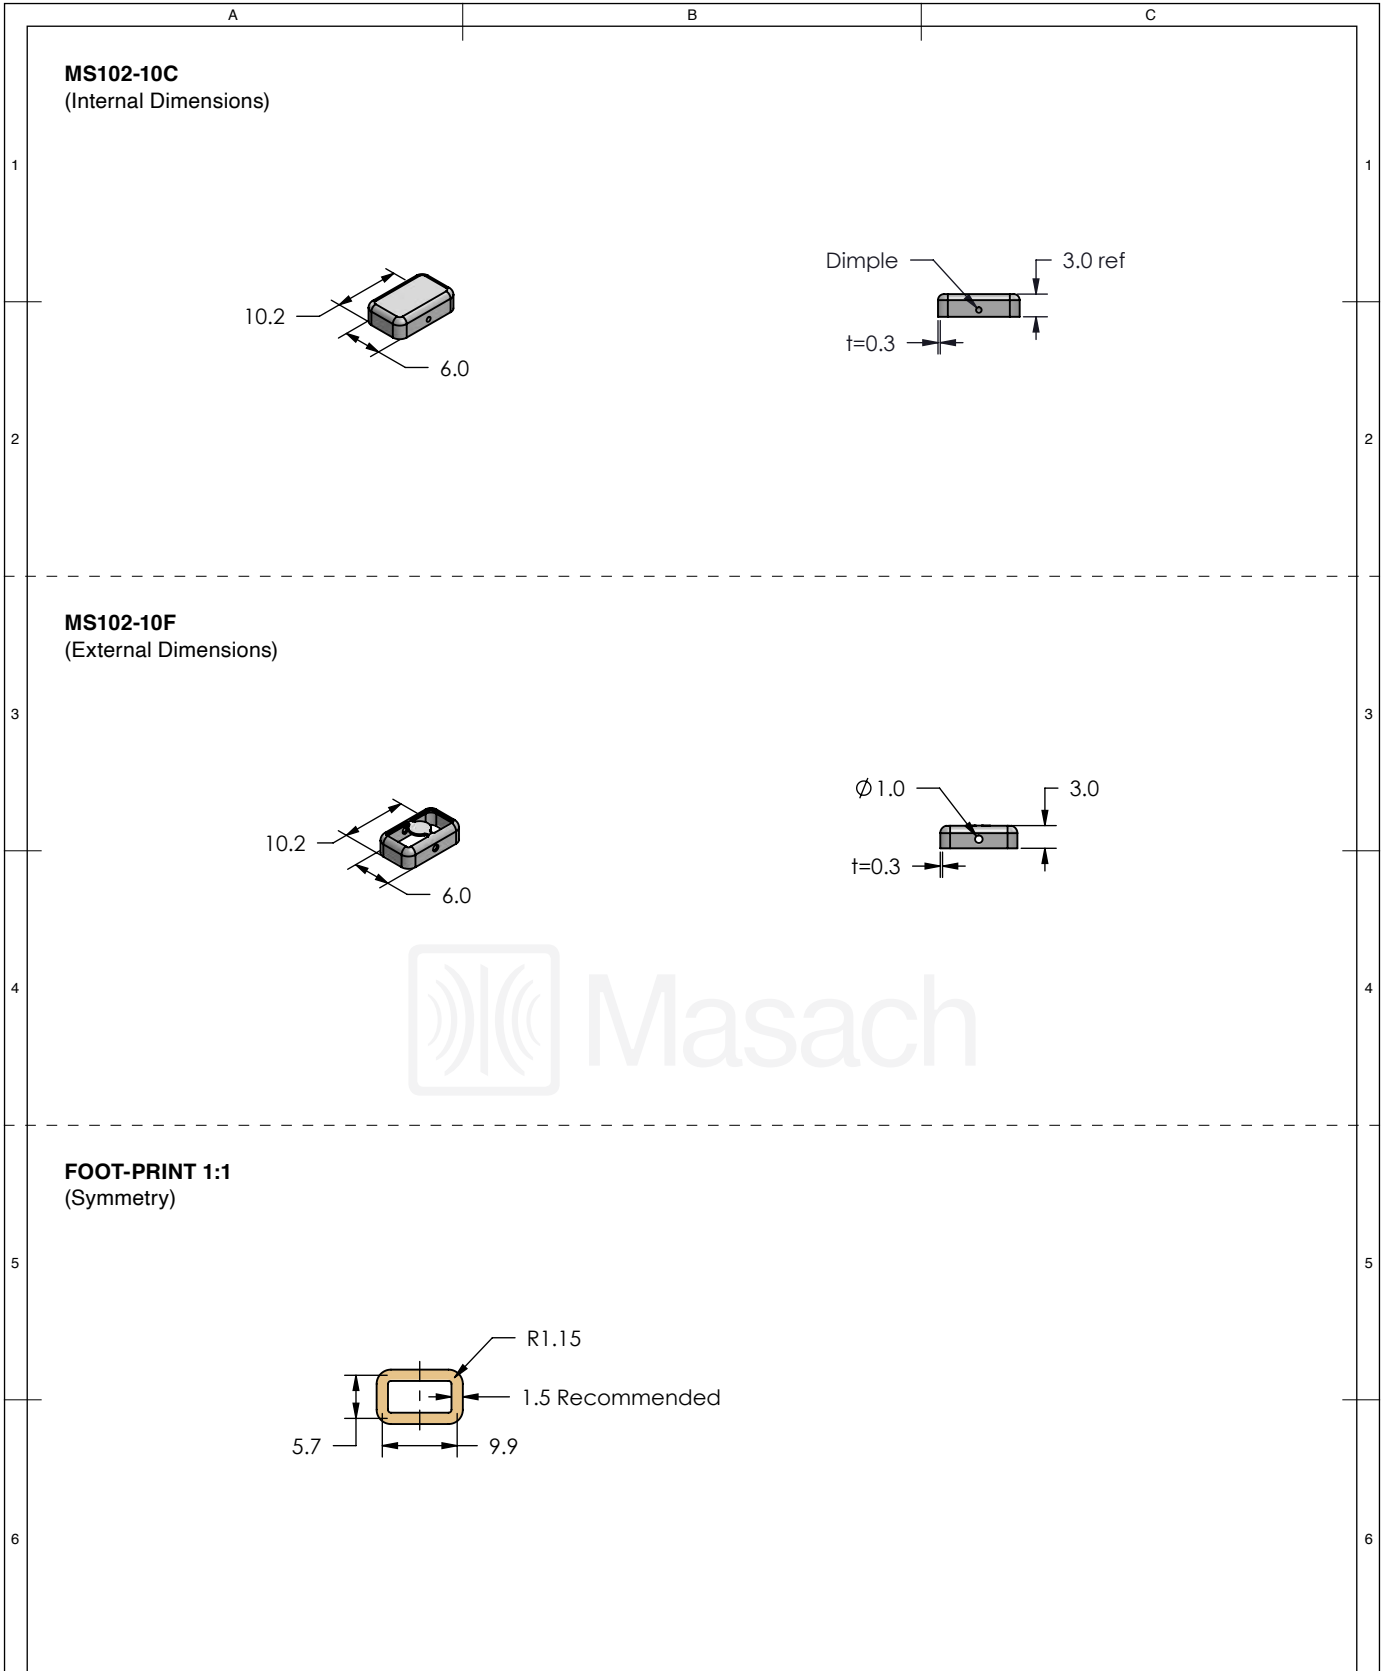 A B C
MS102-10C
(Internal Dimensions)
1 1
Dimple 3.0 ref
10.2
t=0.3
6.0
2 2
MS102-10F
(External Dimensions)
3 3
Ø1.0 3.0
10.2
t=0.3
6.0
Masach
4 4
FOOT-PRINT 1:1
(Symmetry)
5 5
R1.15
1.5 Recommended
5.7 9.9
6 6